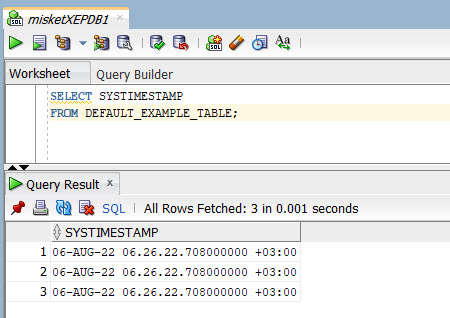 misketXEPDB1
SQL
Aa
Worksheet Query Builder
SELECT SYSTIMESTAMP
FROM DEFAULT_EXAMPLE_TABLE;
Query Result x
SQL | All Rows Fetched: 3 in 0.001 seconds
SYSTIMESTAMP
1 06-AUG-22 06.26.22.708000000 +03:00
2 06-AUG-22 06.26.22.708000000 +03:00
3 06-AUG-22 06.26.22.708000000 +03:00